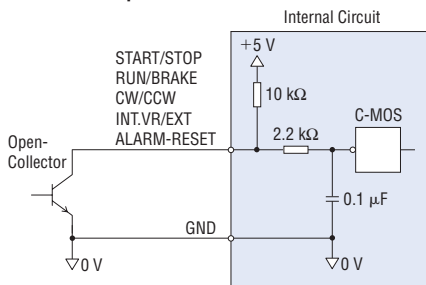 Internal Circuit
+5 V
START/STOP
RUN/BRAKE
CW/CCW
INT.VR/EXT
ALARM-RESET
10 kΩ
C-MOS
2.2 kΩ
Open-
Collector
0.1 μF
GND
0 V
0 V